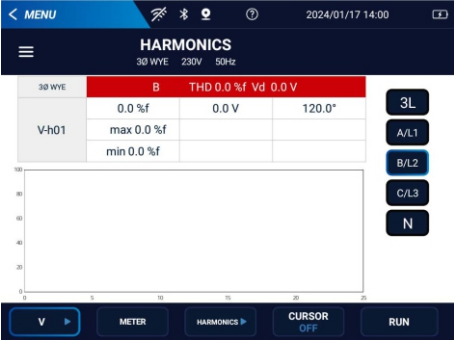 < MENU
2024/01/17 14:00
HARMONICS
3Ø WYE 230V 50Hz
3Ø WYE B THD 0.0 %f Vd 0.0 V
V-h01 0.0 %f 0.0 V 120.0°
max 0.0 %f
min 0.0 %f
3L
A/L1
B/L2
C/L3
N
100
80
60
40
20
0
0 5 10 15 20 25
V
METER
HARMONICS
CURSOR
OFF
RUN